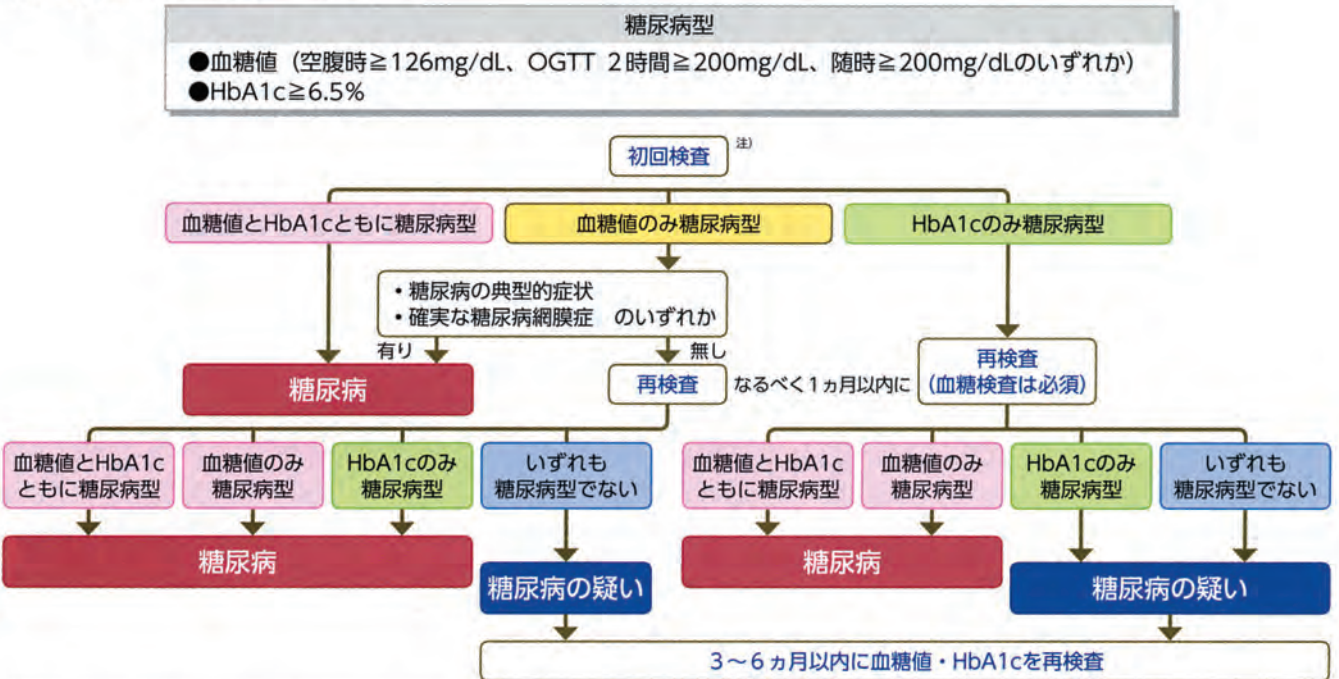 糖尿病型
●血糖値（空腹時≧126mg/dL、OGTT 2時間≧200mg/dL、随時≧200mg/dLのいずれか）
●HbA1c≧6.5%
初回検査 注)
血糖値とHbA1cともに糖尿病型
血糖値のみ糖尿病型
HbA1cのみ糖尿病型
・糖尿病の典型的症状
・確実な糖尿病網膜症 のいずれか
有り
無し
糖尿病
再検査
なるべく1ヵ月以内に
再検査
(血糖検査は必須)
血糖値とHbA1c
ともに糖尿病型
血糖値のみ
糖尿病型
HbA1cのみ
糖尿病型
いずれも
糖尿病型でない
血糖値とHbA1c
ともに糖尿病型
血糖値のみ
糖尿病型
HbA1cのみ
糖尿病型
いずれも
糖尿病型でない
糖尿病
糖尿病の疑い
糖尿病
糖尿病の疑い
3～6ヵ月以内に血糖値・HbA1cを再検査